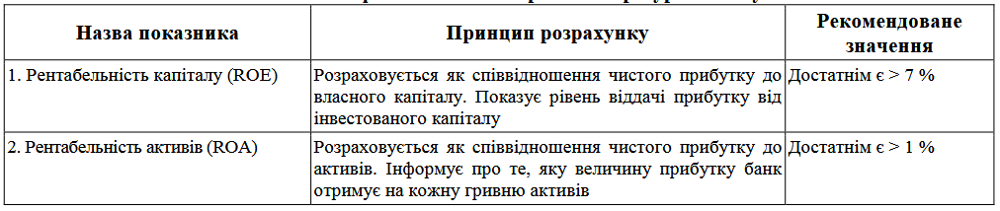 Назва показника
Принцип розрахунку
Рекомендоване
значення
1. Рентабельність капіталу (ROE)
Розраховується як співвідношення чистого прибутку до
власного капіталу. Показує рівень віддачі прибутку від
інвестованого капіталу
Достатнім є > 7 %
2. Рентабельність активів (ROA)
Розраховується як співвідношення чистого прибутку до
активів. Інформує про те, яку величину прибутку банк
отримує на кожну гривню активів
Достатнім є > 1 %